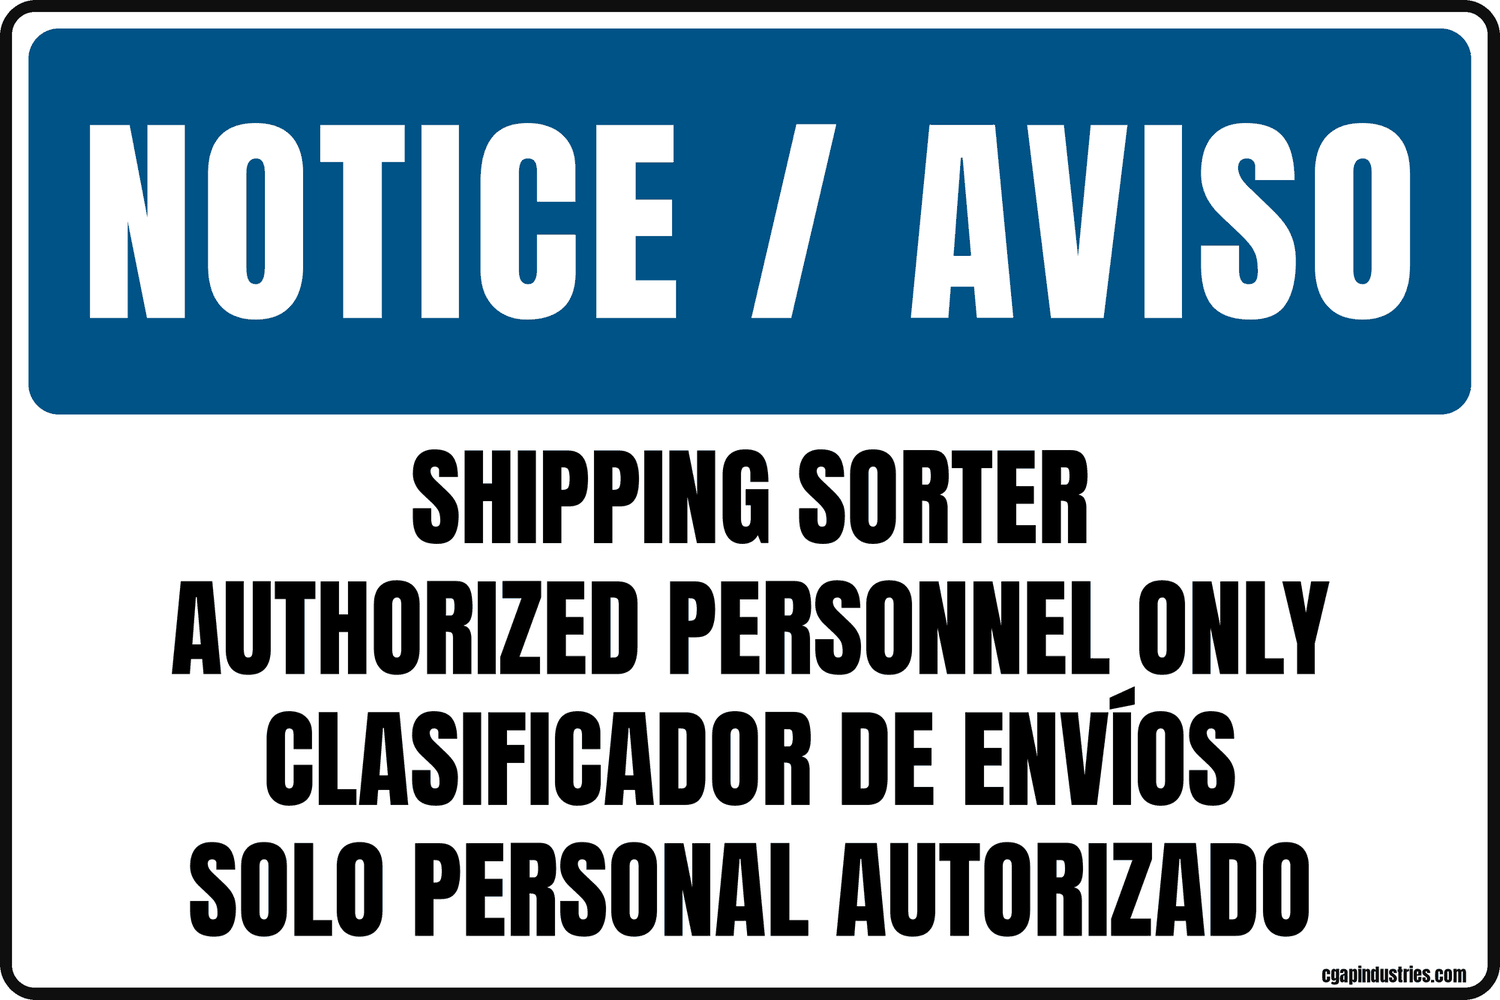 NOTICE / AVISO
SHIPPING SORTER
AUTHORIZED PERSONNEL ONLY
CLASIFICADOR DE ENVÍOS
SOLO PERSONAL AUTORIZADO
cgapindustries.com